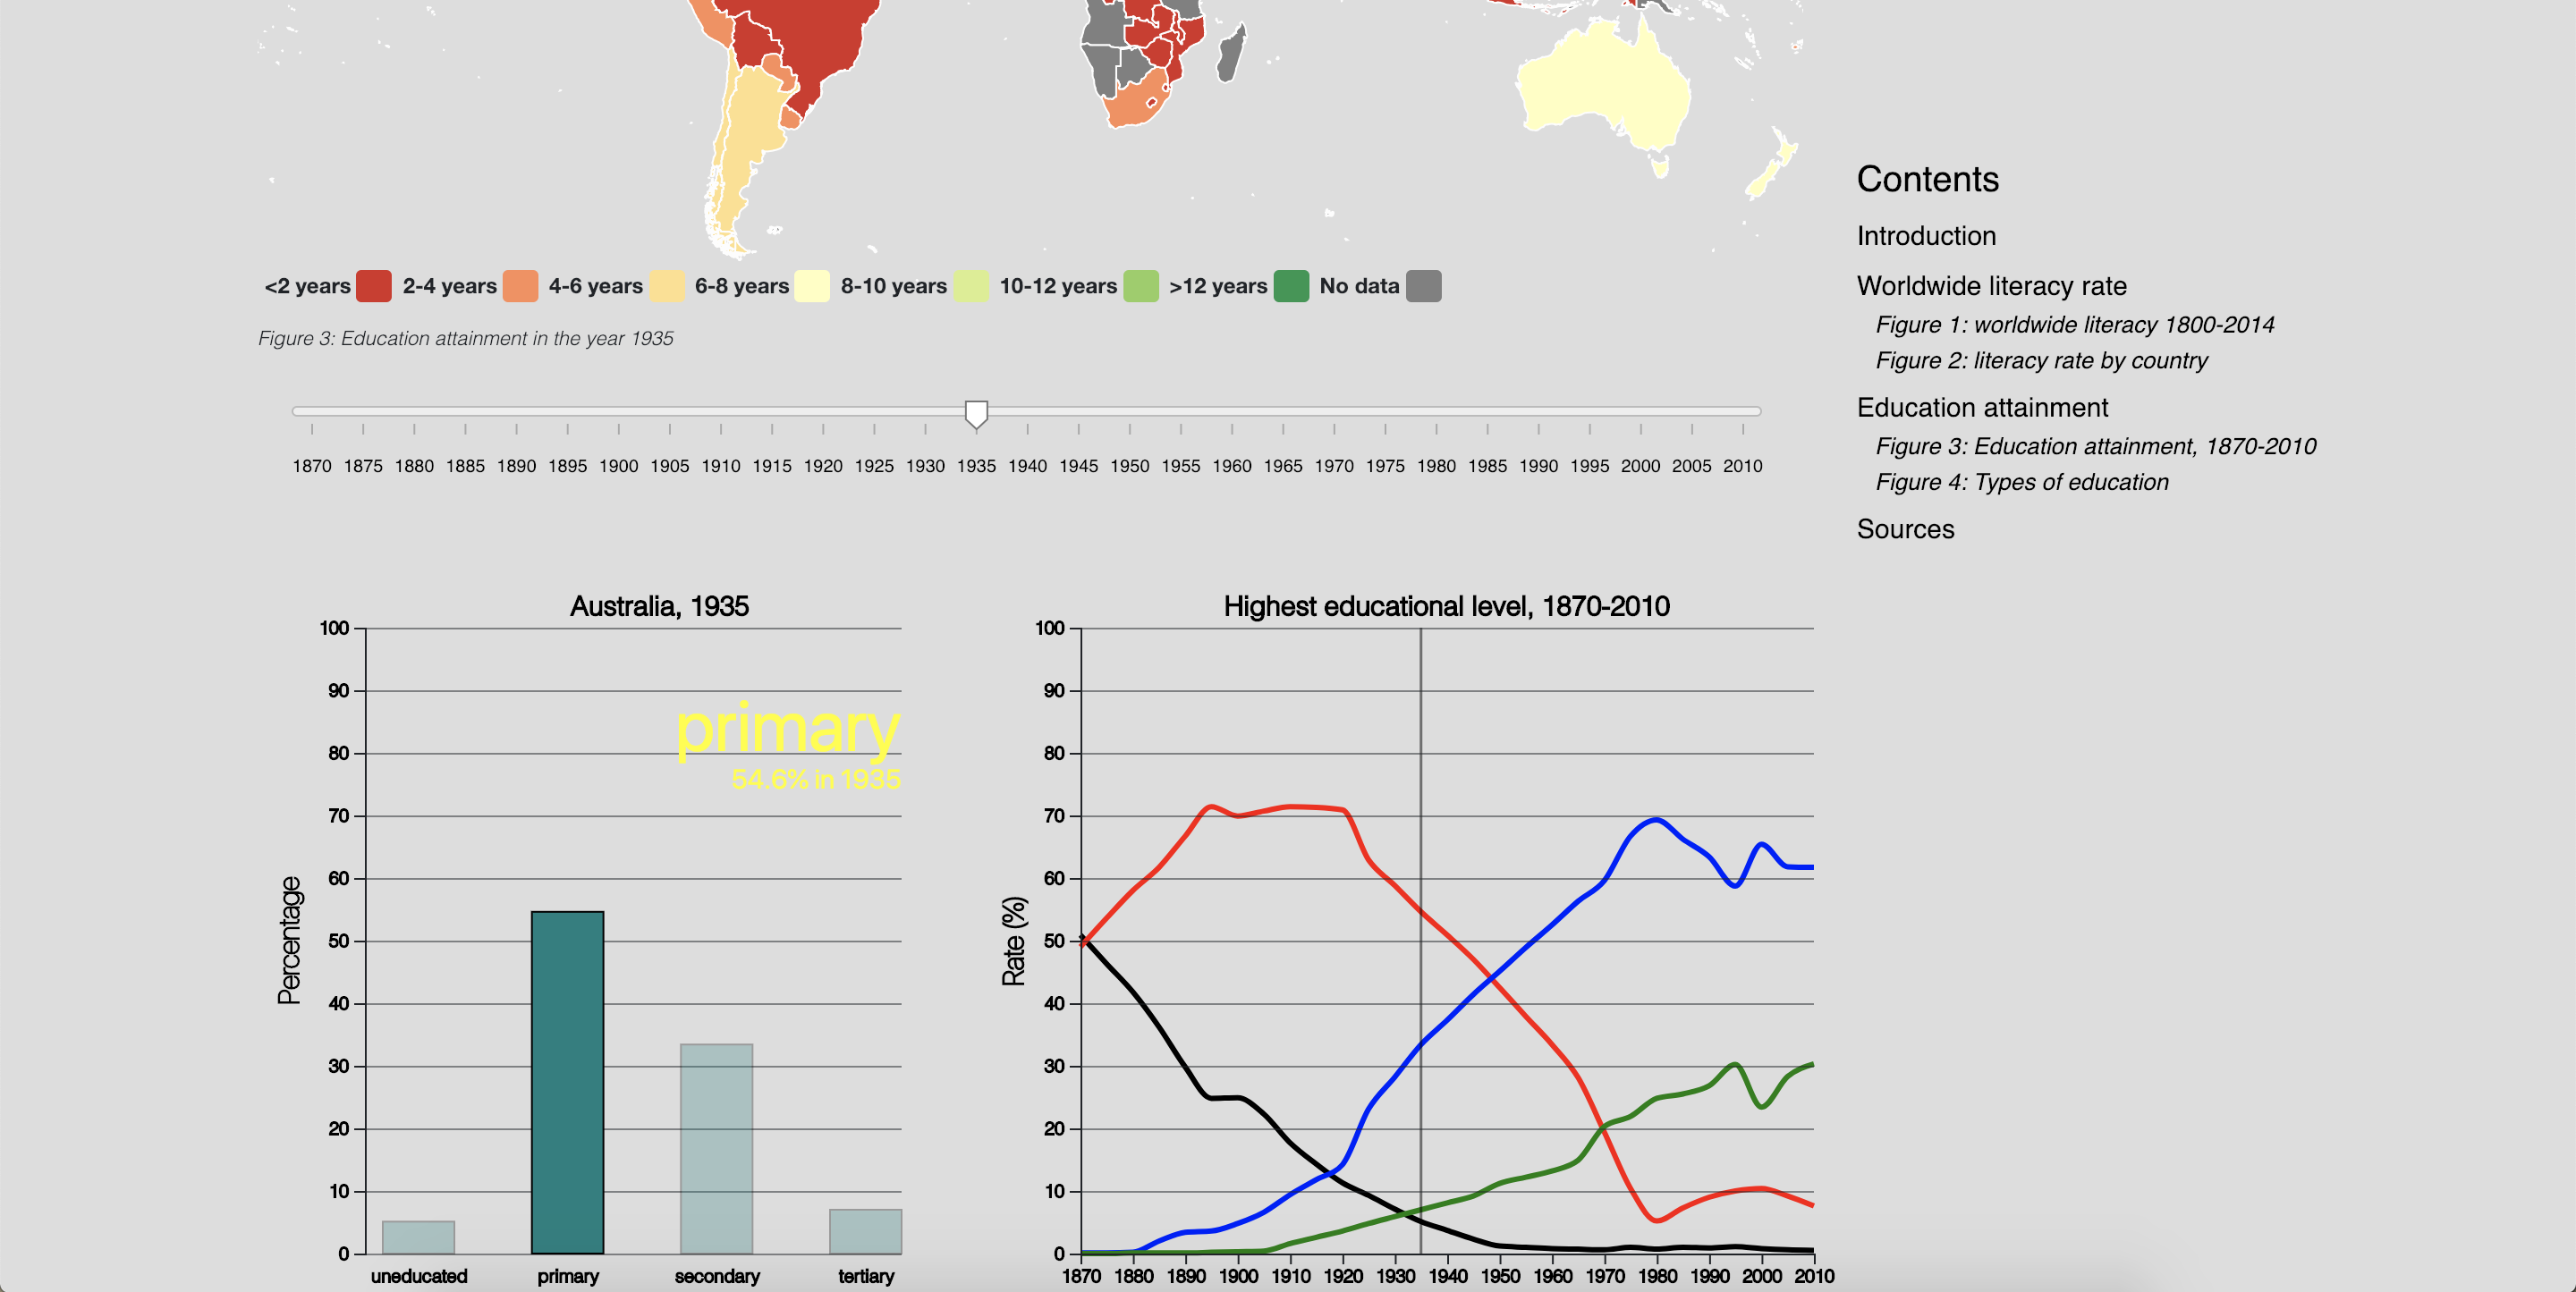 <2 years 2-4 years 4-6 years 6-8 years 8-10 years 10-12 years >12 years No data
Figure 3: Education attainment in the year 1935
1870 1875 1880 1885 1890 1895 1900 1905 1910 1915 1920 1925 1930 1935 1940 1945 1950 1955 1960 1965 1970 1975 1980 1985 1990 1995 2000 2005 2010
Contents
Introduction
Worldwide literacy rate
Figure 1: worldwide literacy 1800-2014
Figure 2: literacy rate by country
Education attainment
Figure 3: Education attainment, 1870-2010
Figure 4: Types of education
Sources
Australia, 1935
100
90
80
70
60
50
40
30
20
10
0
Percentage
primary
54.6% in 1935
uneducated primary secondary tertiary
Highest educational level, 1870-2010
100
90
80
70
60
50
40
30
20
10
0
Rate (%)
1870 1880 1890 1900 1910 1920 1930 1940 1950 1960 1970 1980 1990 2000 2010